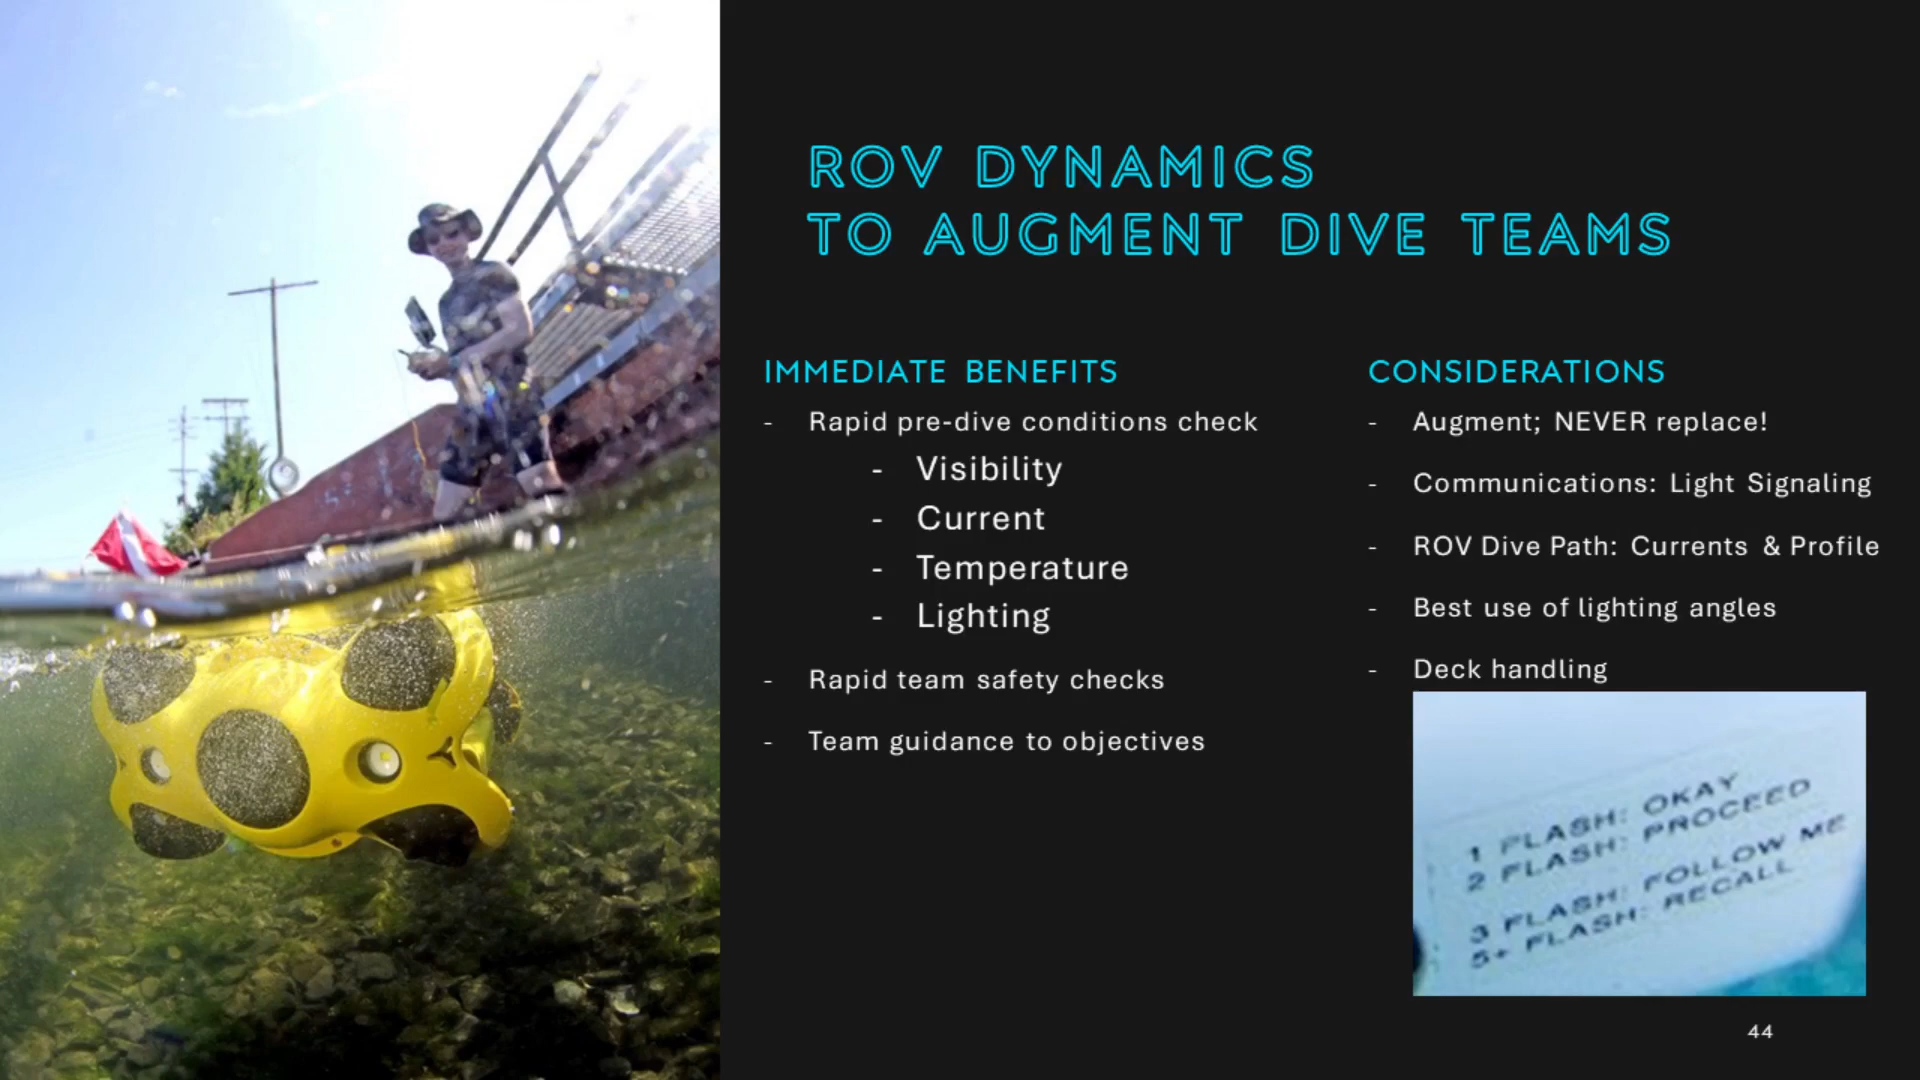 ROV DYNAMICS
TO AUGMENT DIVE TEAMS
IMMEDIATE BENEFITS
- Rapid pre-dive conditions check
- Visibility
- Current
- Temperature
- Lighting
- Rapid team safety checks
- Team guidance to objectives
CONSIDERATIONS
- Augment; NEVER replace!
- Communications: Light Signaling
- ROV Dive Path: Currents & Profile
- Best use of lighting angles
- Deck handling
1 FLASH: OKAY
2 FLASH: PROCEED
3 FLASH: FOLLOW ME
5+ FLASH: RECALL
44